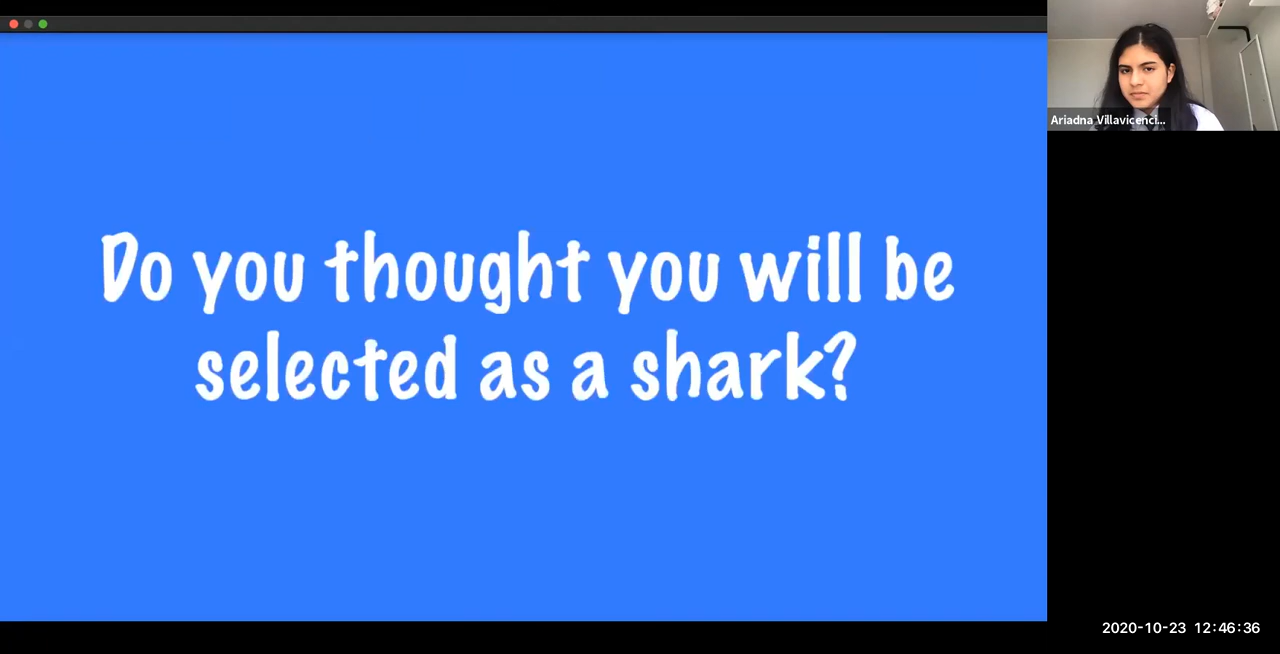 Do you thought you will be
selected as a shark?
Ariadna Villavicenci...
2020-10-23 12:46:36